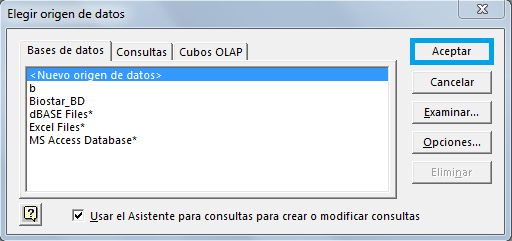 Elegir origen de datos
Bases de datos
Consultas
Cubos OLAP
<Nuevo origen de datos>
b
Biostar_BD
dBASE Files*
Excel Files*
MS Access Database*
Aceptar
Cancelar
Examinar...
Opciones...
Eliminar
?
Usar el Asistente para consultas para crear o modificar consultas